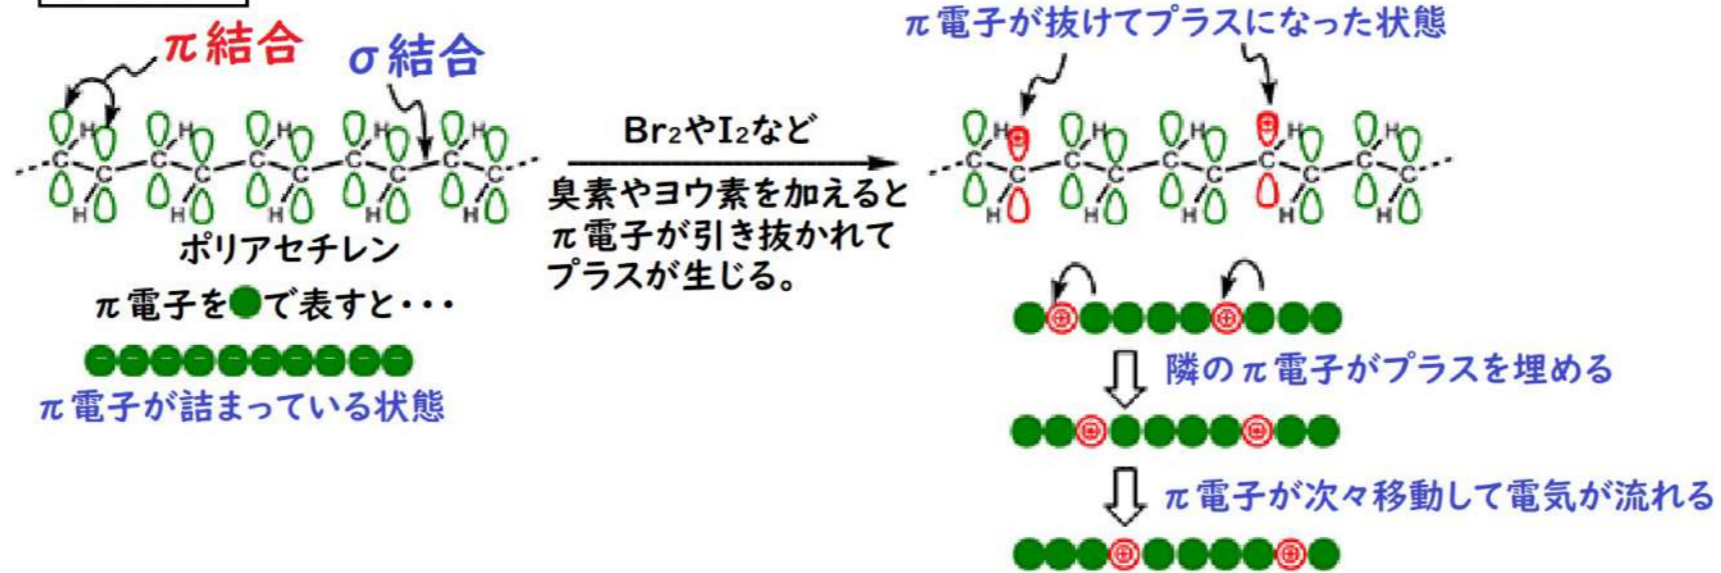 π結合
σ結合
ポリアセチレン
π電子を●で表すと・・・
π電子が詰まっている状態
Br₂やI₂など
臭素やヨウ素を加えると
π電子が引き抜かれて
プラスが生じる。
π電子が抜けてプラスになった状態
隣のπ電子がプラスを埋める
π電子が次々移動して電気が流れる